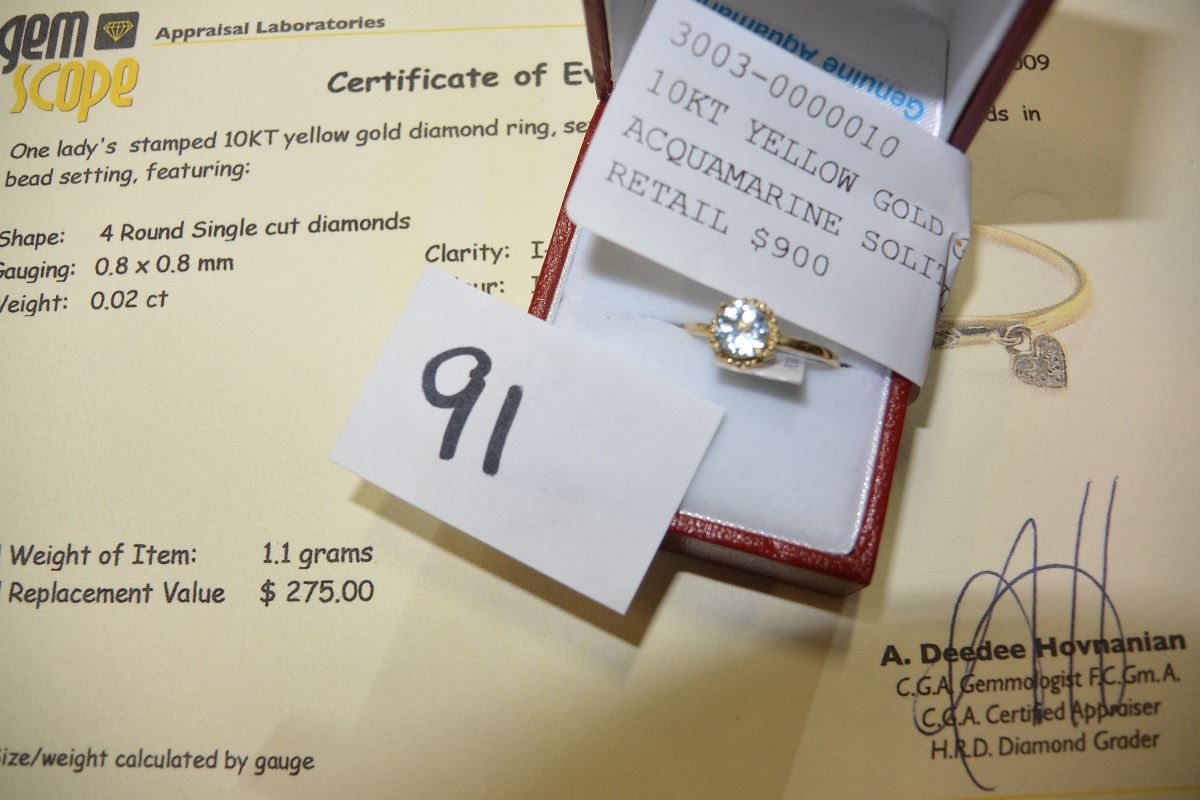 gem
scope
Appraisal Laboratories
Certificate of
One lady's stamped 10KT yellow gold diamond ring,
bead setting, featuring:
Shape: 4 Round Single cut diamonds
Gauging: 0.8 x 0.8 mm
Weight: 0.02 ct
Clarity:
009
ds in
Genuine
3003-0000010
10KT YELLOW GOLD
ACQUAMARINE SOLIT
RETAIL $900
91
Weight of Item: 1.1 grams
Replacement Value $ 275.00
Size/weight calculated by gauge
A. Deedee Hovnanian
C.G.A. Gemmologist F.C.Gm.A.
C.G.A. Certified Appraiser
H.R.D. Diamond Grader